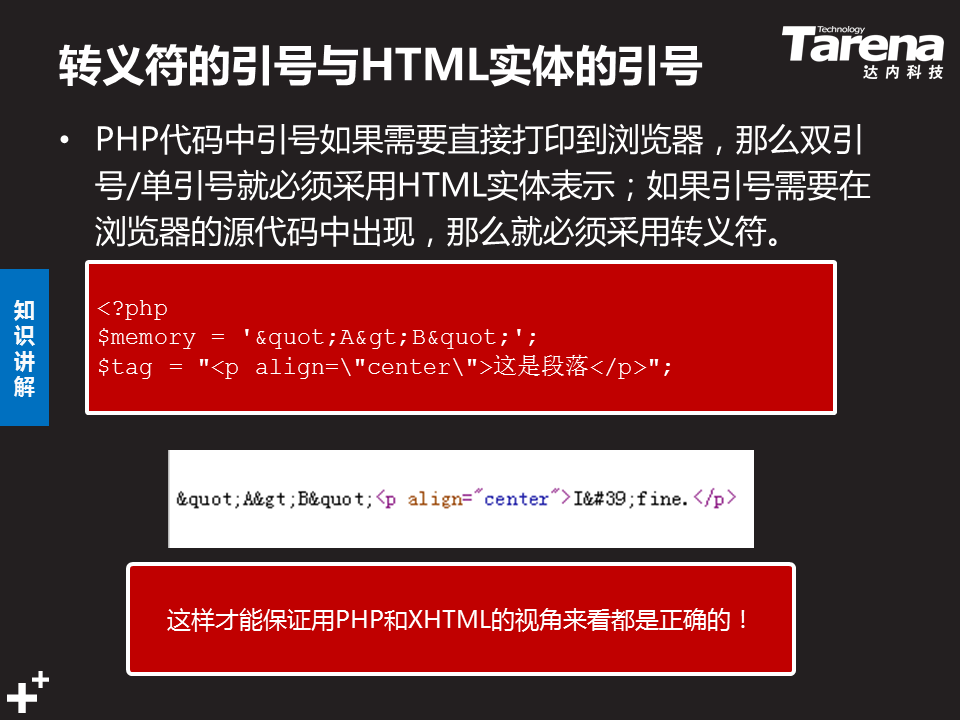 转义符的引号与HTML实体的引号
Technology
Tarena
达内科技
• PHP代码中引号如果需要直接打印到浏览器，那么双引
号/单引号就必须采用HTML实体表示；如果引号需要在
浏览器的源代码中出现，那么就必须采用转义符。
知识讲解
<?php
$memory = '&quot;A&gt;B&quot;';
$tag = "<p align=\"center\">这是段落</p>";
&quot;A&gt;B&quot;<p align="center">I&#39;fine.</p>
这样才能保证用PHP和XHTML的视角来看都是正确的！